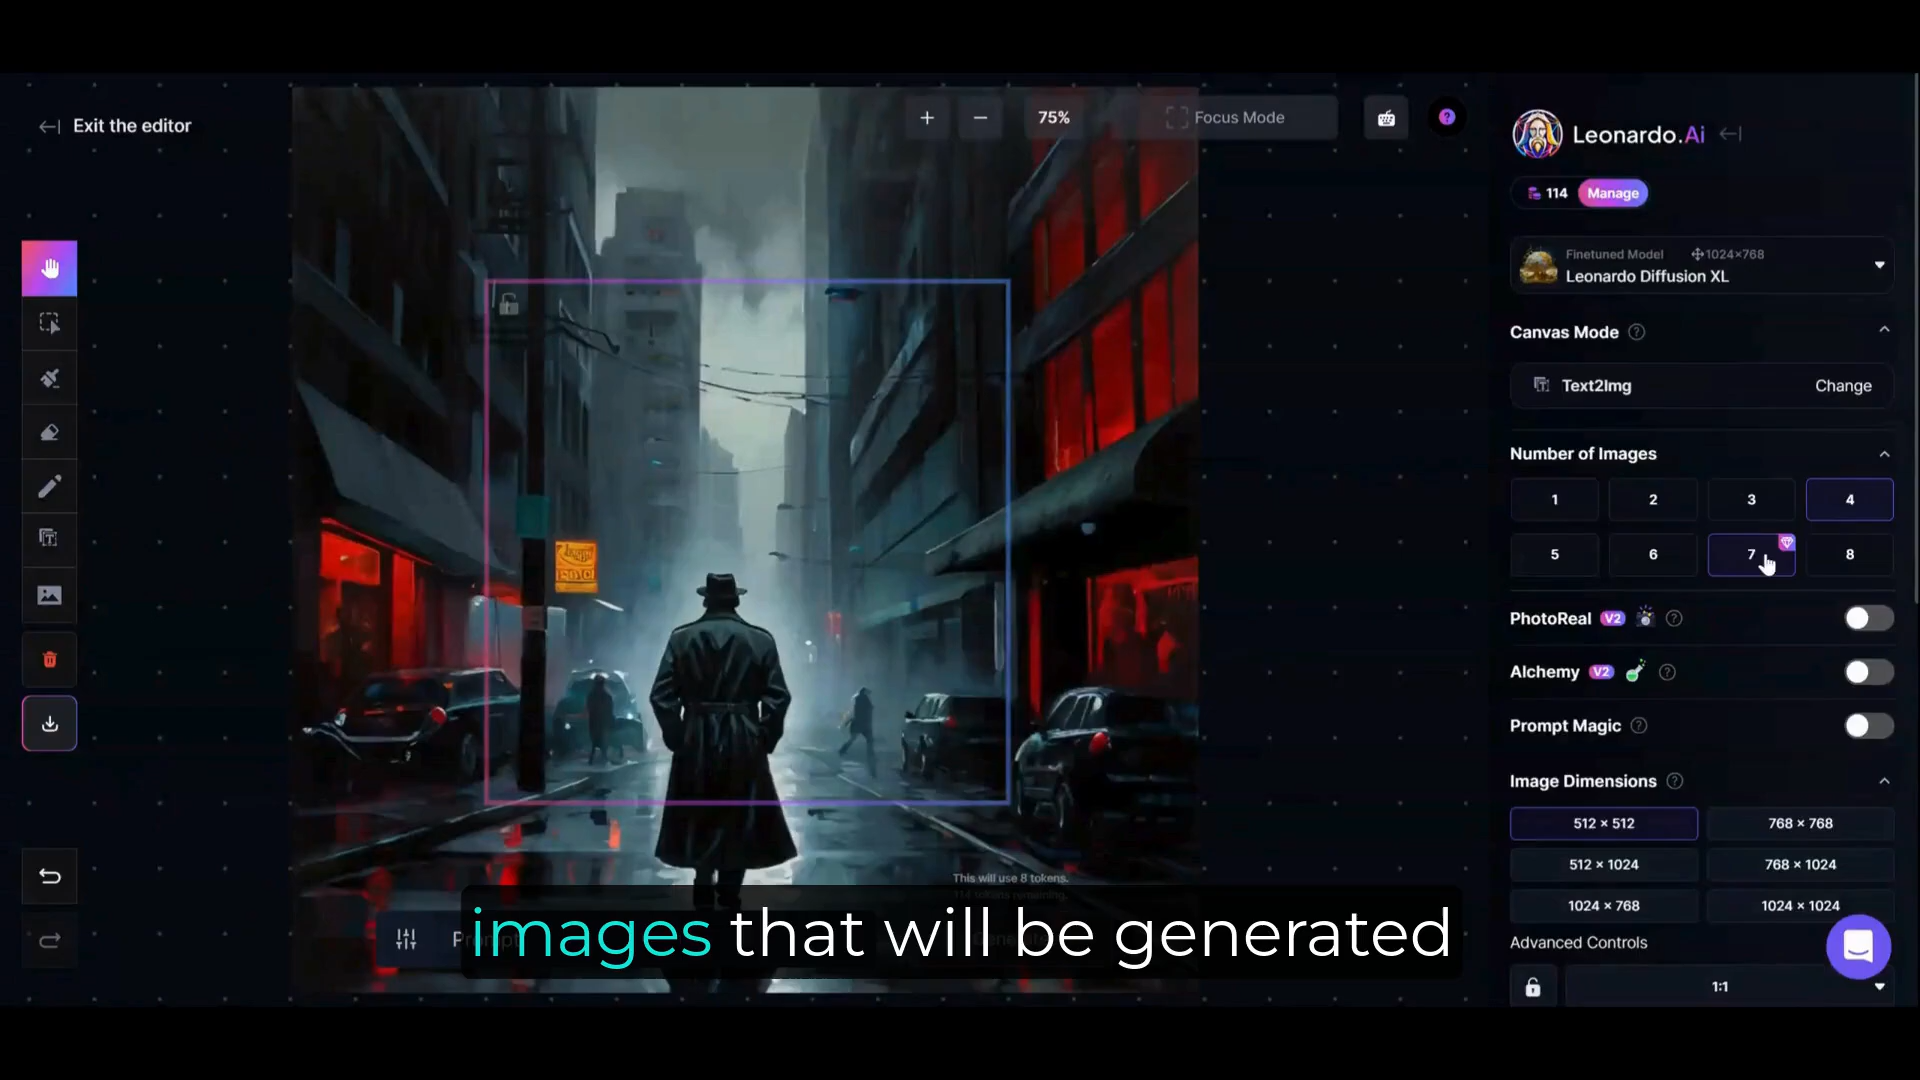 Exit the editor
75%
Focus Mode
Leonardo.Ai
114
Manage
Finetuned Model
1024×768
Leonardo Diffusion XL
Canvas Mode
Text2Img
Change
Number of Images
1
2
3
4
5
6
7
8
PhotoReal V2
Alchemy V2
Prompt Magic
Image Dimensions
512 × 512
768 × 768
512 × 1024
768 × 1024
1024 × 768
1024 × 1024
Advanced Controls
1:1
This will use 8 tokens.
images that will be generated